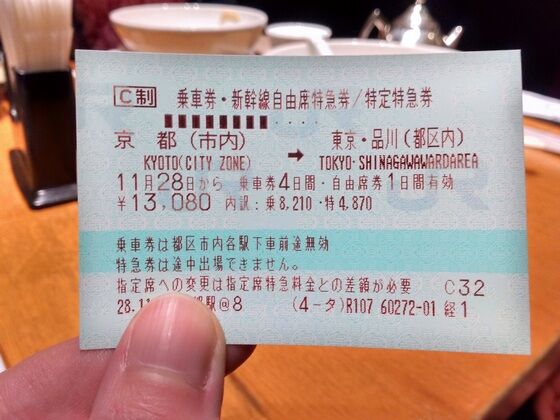 C制 乗車券・新幹線自由席特急券/特定特急券
京都(市内) → 東京・品川(都区内)
KYOTO(CITY ZONE) TOKYO・SHINAGAWAWARDAREA
11月28日から 乗車券4日間・自由席券1日間有効
¥13,080 内訳:乗8,210・特4,870
乗車券は都区市内各駅下車前途無効
特急券は途中出場できません。
指定席への変更は指定席特急料金との差額が必要 C32
28.11 駅@8 (4-タ)R107 60272-01 経1